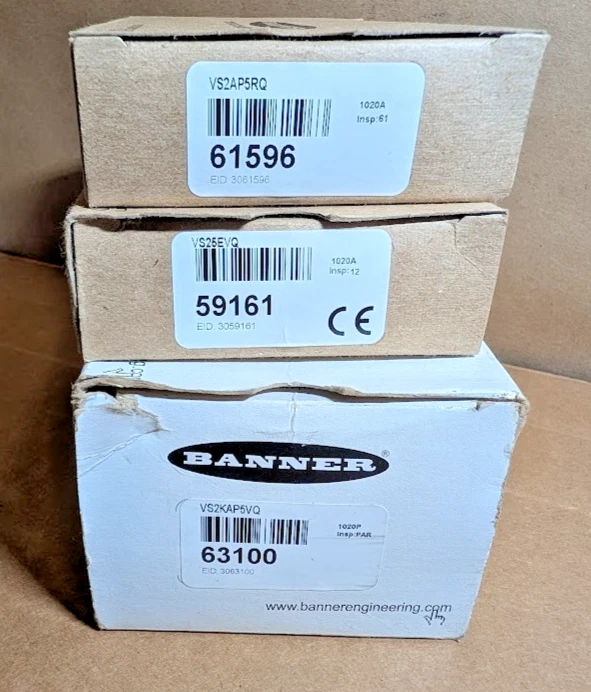 VS2AP5RQ
1020A
Insp:61
61596
EID: 3061596
VS25EVQ
1020A
Insp:12
59161
EID: 3059161
CE
BANNER®
VS2KAP5VQ
1020P
Insp:PAR
63100
EID: 3063100
www.bannerengineering.com